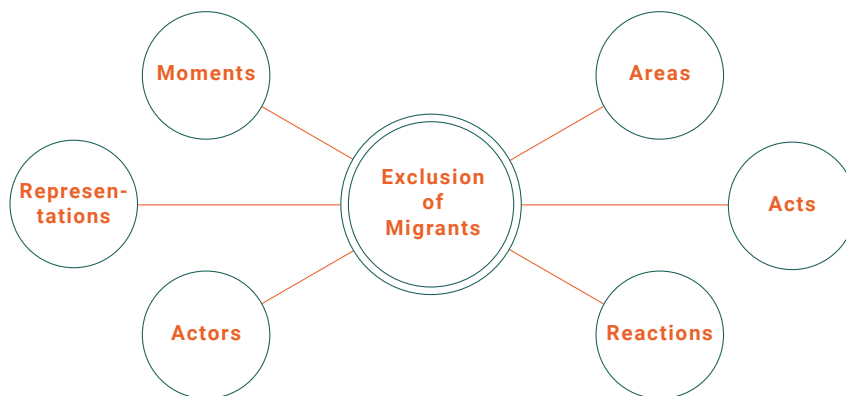 Moments
Areas
Represen-
tations
Exclusion
of
Migrants
Acts
Actors
Reactions